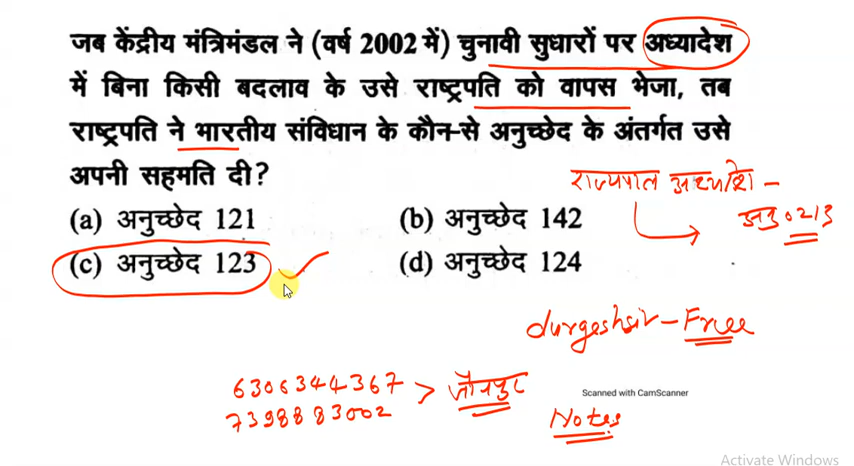 जब केंद्रीय मंत्रिमंडल ने (वर्ष 2002 में) चुनावी सुधारों पर अध्यादेश
में बिना किसी बदलाव के उसे राष्ट्रपति को वापस भेजा, तब
राष्ट्रपति ने भारतीय संविधान के कौन-से अनुच्छेद के अंतर्गत उसे
अपनी सहमति दी?
राज्यपाल अध्यादेश -
अनु० 213
(a) अनुच्छेद 121 (b) अनुच्छेद 142
(c) अनुच्छेद 123 (d) अनुच्छेद 124
durgeshsir - Free
6306344367 > जौनपुर
7398883002
Scanned with CamScanner
Notes
Activate Windows